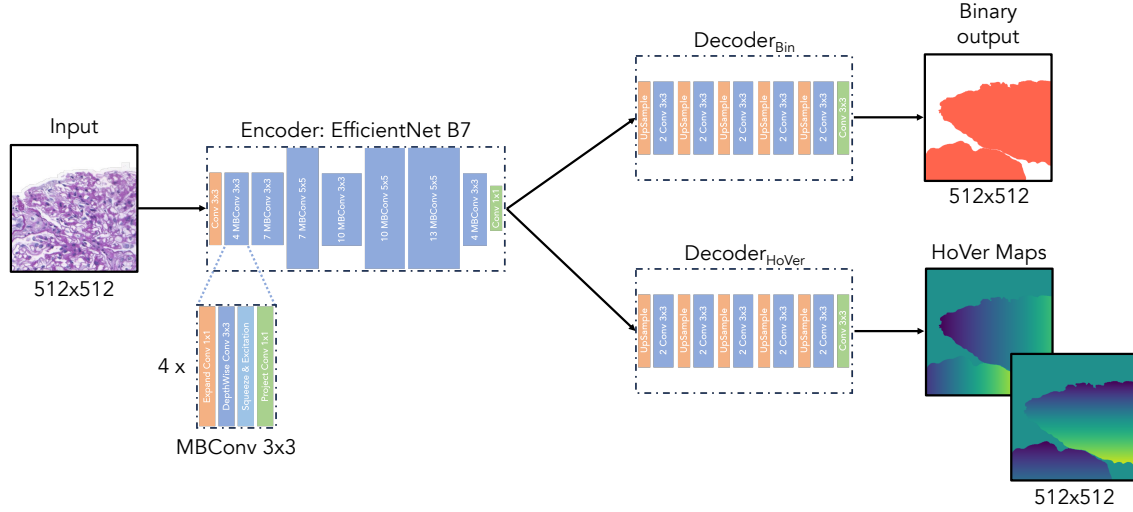 Input
512x512
Encoder: EfficientNet B7
Conv 3x3
4 MBConv 3x3
7 MBConv 3x3
7 MBConv 5x5
10 MBConv 3x3
10 MBConv 5x5
13 MBConv 5x5
4 MBConv 3x3
Conv 1x1
4 x
Expand Conv 1x1
DepthWise Conv 3x3
Squeeze & Excitation
Project Conv 1x1
MBConv 3x3
Decoder_Bin
UpSample
2 Conv 3x3
UpSample
2 Conv 3x3
UpSample
2 Conv 3x3
UpSample
2 Conv 3x3
UpSample
2 Conv 3x3
Conv 3x3
Binary
output
512x512
Decoder_HoVer
UpSample
2 Conv 3x3
UpSample
2 Conv 3x3
UpSample
2 Conv 3x3
UpSample
2 Conv 3x3
UpSample
2 Conv 3x3
Conv 3x3
HoVer Maps
512x512